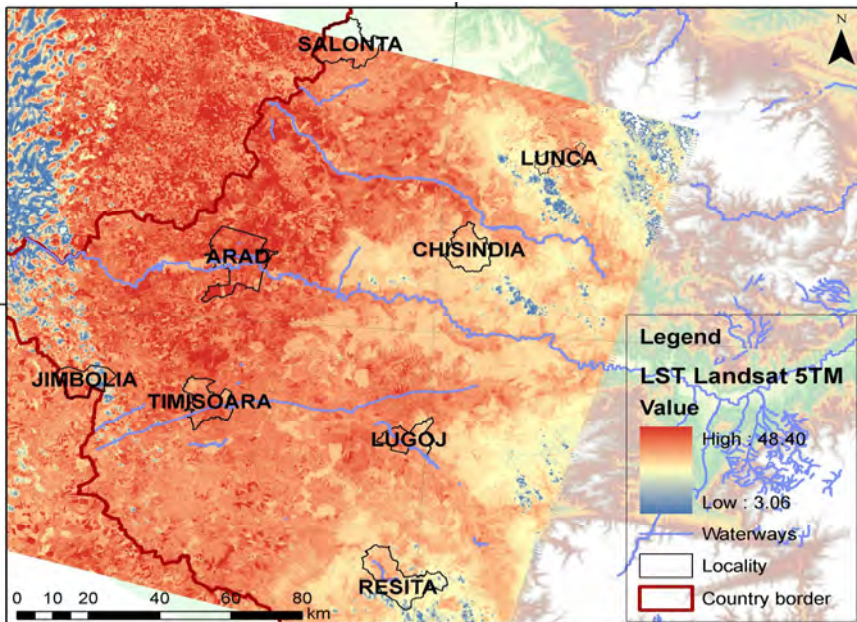 SALONTA
N
LUNCA
ARAD
CHISINDIA
JIMBOLIA
TIMISOARA
LUGOJ
RESITA
0 10 20 40 60 80
km
Legend
LST Landsat 5TM
Value
High : 48.40
Low : 3.06
Waterways
Locality
Country border